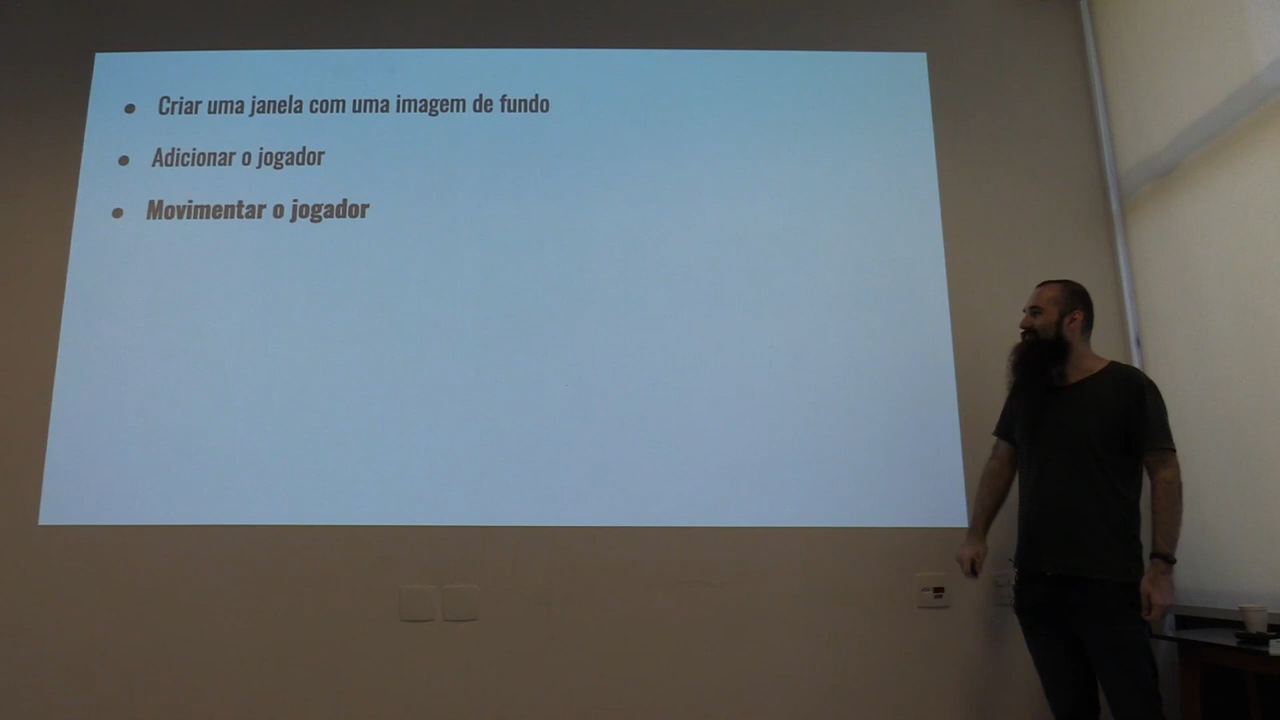 ● Criar uma janela com uma imagem de fundo
● Adicionar o jogador
● Movimentar o jogador